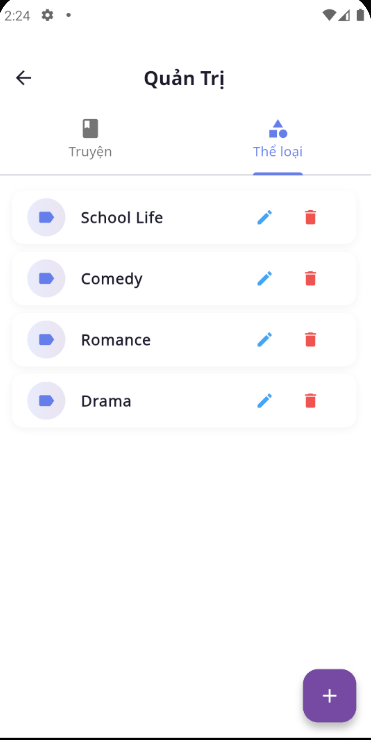 2:24
Quản Trị
Truyện
Thể loại
School Life
Comedy
Romance
Drama